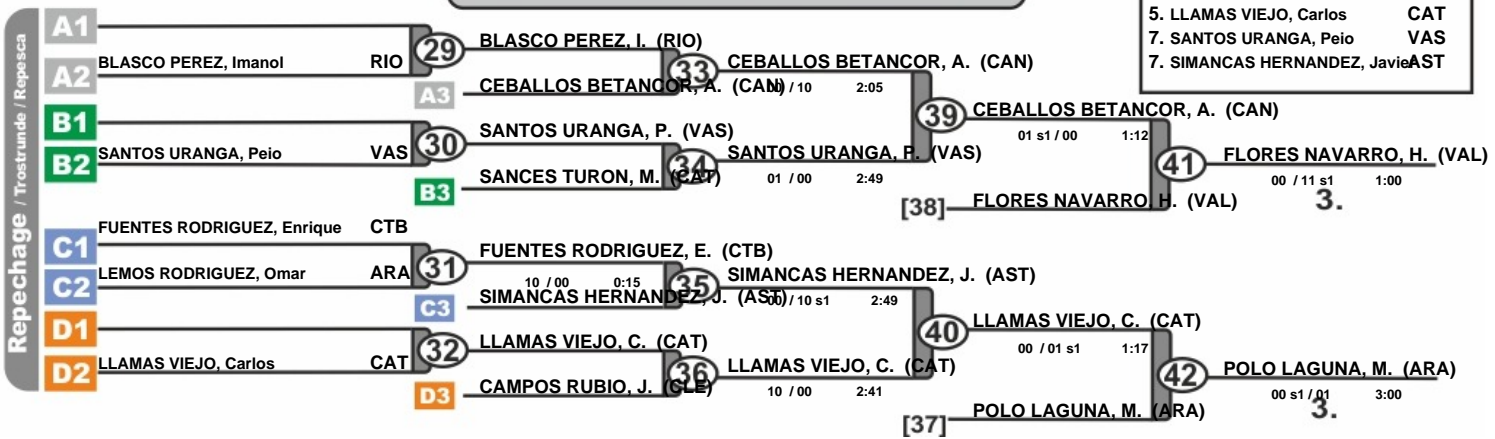 5. LLAMAS VIEJO, Carlos CAT
7. SANTOS URANGA, Peio VAS
7. SIMANCAS HERNANDEZ, Javier AST
Repechage / Trostrunde / Repesca
A1
A2 BLASCO PEREZ, Imanol RIO
29
BLASCO PEREZ, I. (RIO)
A3 CEBALLOS BETANCOR, A. (CAN)
33
CEBALLOS BETANCOR, A. (CAN)
00 / 10 2:05
B1
B2 SANTOS URANGA, Peio VAS
30
SANTOS URANGA, P. (VAS)
B3 SANCES TURON, M. (CAT)
34
SANTOS URANGA, P. (VAS)
01 / 00 2:49
39
CEBALLOS BETANCOR, A. (CAN)
01 s1 / 00 1:12
[38] FLORES NAVARRO, H. (VAL)
41
FLORES NAVARRO, H. (VAL)
00 / 11 s1 1:00
3.
C1 FUENTES RODRIGUEZ, Enrique CTB
C2 LEMOS RODRIGUEZ, Omar ARA
31
FUENTES RODRIGUEZ, E. (CTB)
10 / 00 0:15
C3 SIMANCAS HERNANDEZ, J. (AST)
35
SIMANCAS HERNANDEZ, J. (AST)
00 / 10 s1 2:49
D1
D2 LLAMAS VIEJO, Carlos CAT
32
LLAMAS VIEJO, C. (CAT)
D3 CAMPOS RUBIO, J. (CLE)
36
LLAMAS VIEJO, C. (CAT)
10 / 00 2:41
40
LLAMAS VIEJO, C. (CAT)
00 / 01 s1 1:17
[37] POLO LAGUNA, M. (ARA)
42
POLO LAGUNA, M. (ARA)
00 s1 / 01 3:00
3.